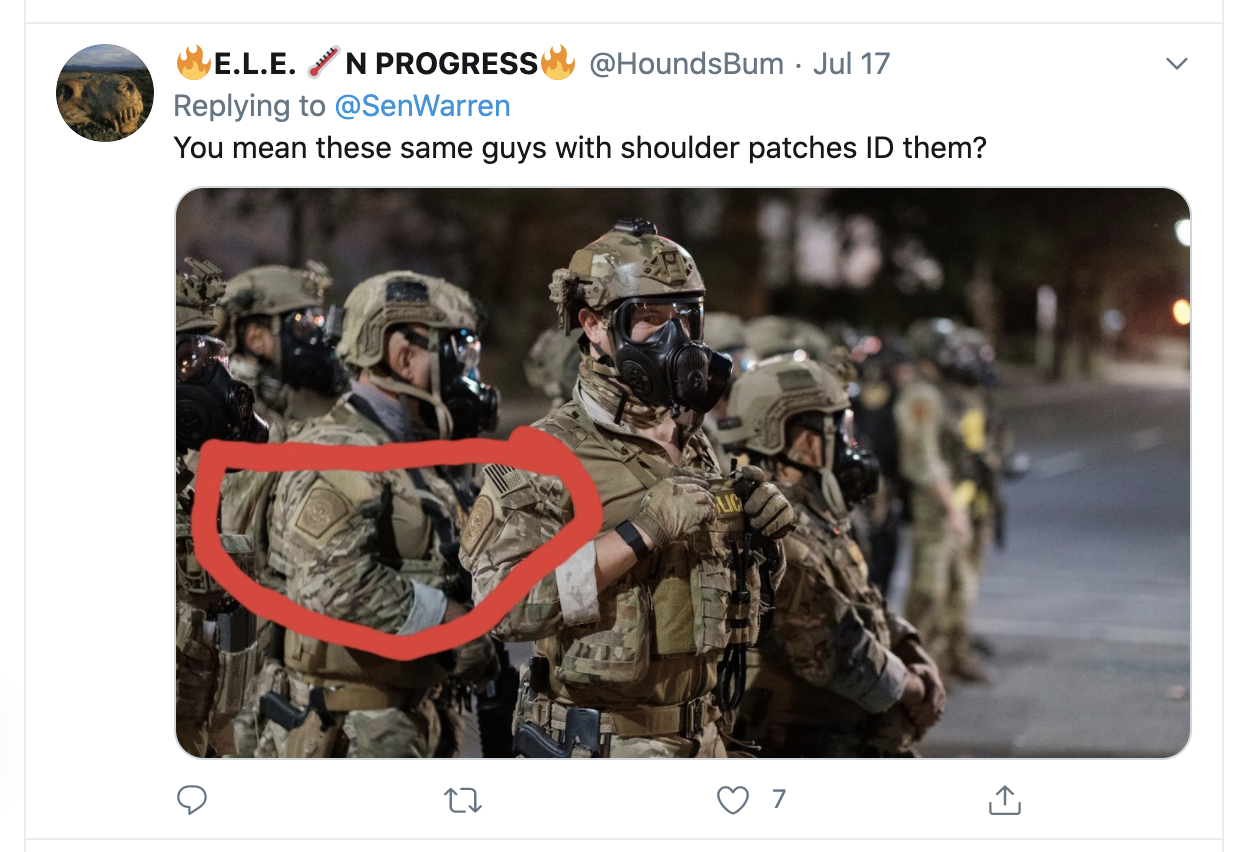 🔥E.L.E. 🌡️N PROGRESS🔥 @HoundsBum · Jul 17
Replying to @SenWarren
You mean these same guys with shoulder patches ID them?
LIC
7